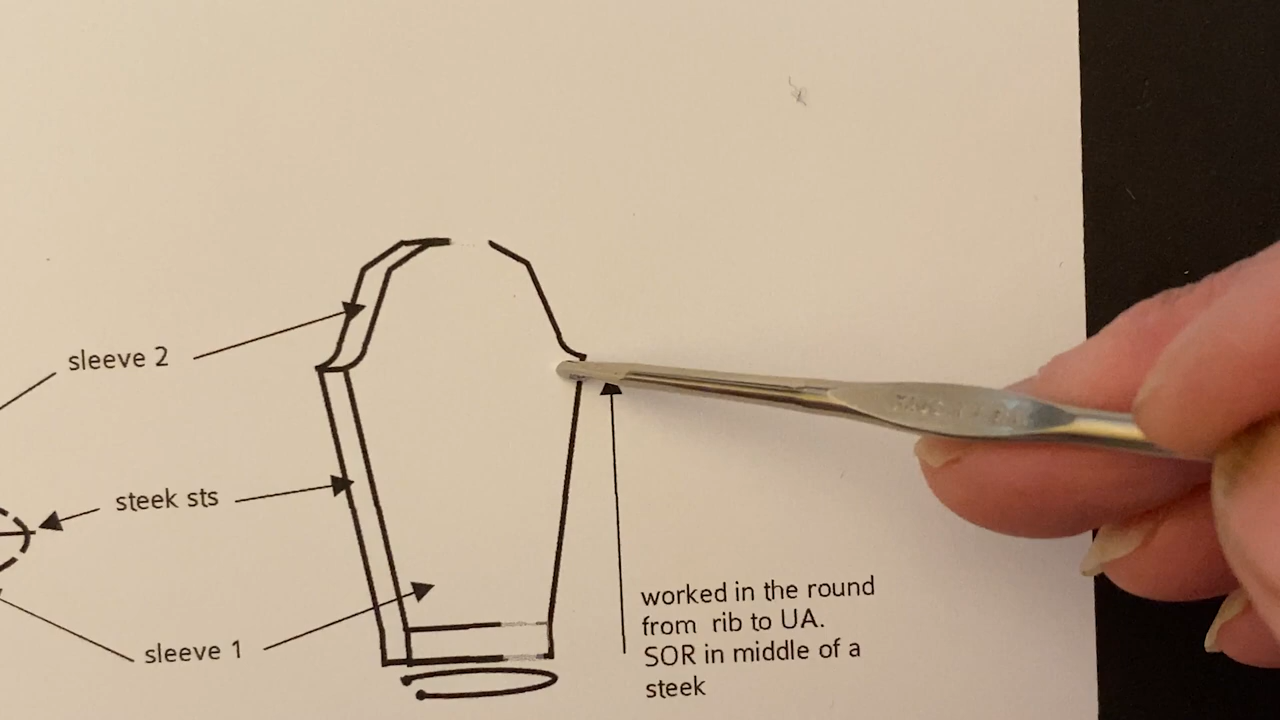 sleeve 2
steek sts
sleeve 1
worked in the round
from rib to UA.
SOR in middle of a
steek